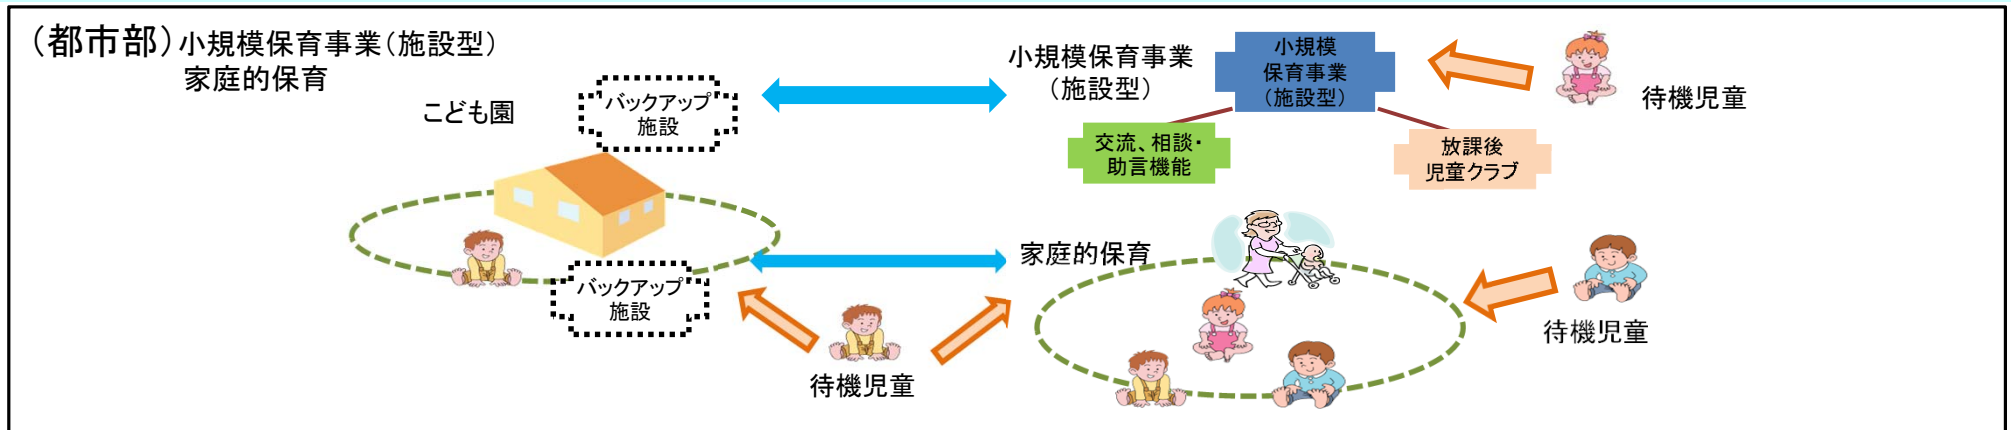 （都市部）小規模保育事業（施設型）
家庭的保育
こども園
バックアップ
施設
小規模保育事業
（施設型）
小規模
保育事業
（施設型）
待機児童
交流、相談・
助言機能
放課後
児童クラブ
家庭的保育
バックアップ
施設
待機児童
待機児童